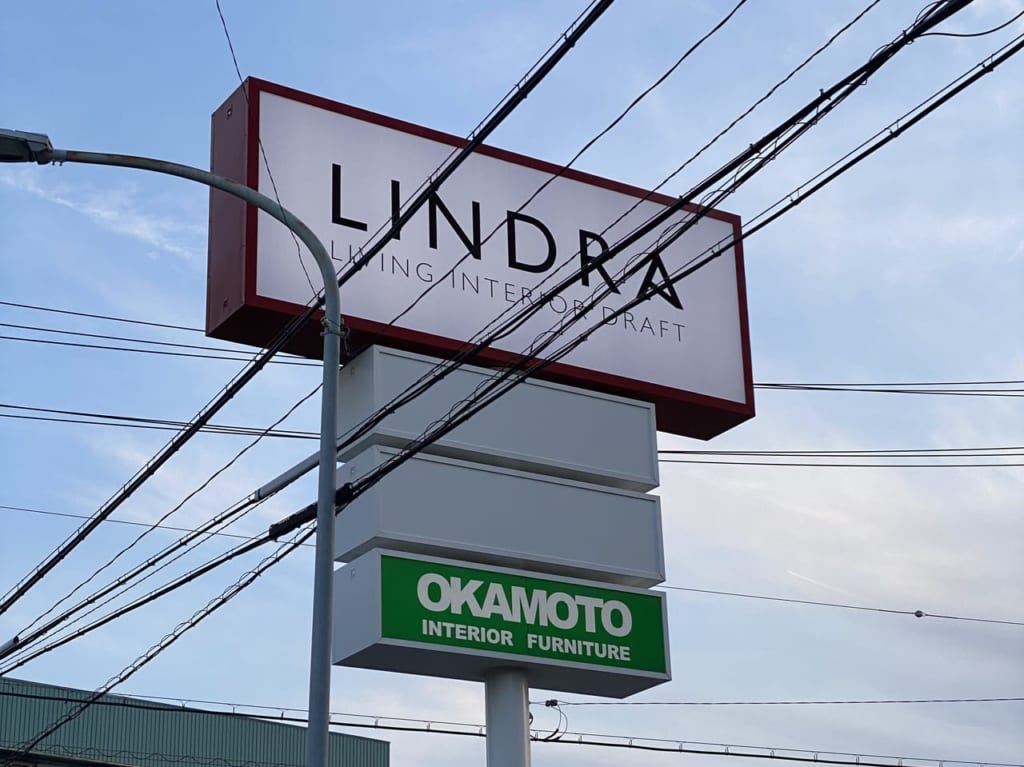 LINDRA
LIVING INTERIOR DRAFT
OKAMOTO
INTERIOR FURNITURE